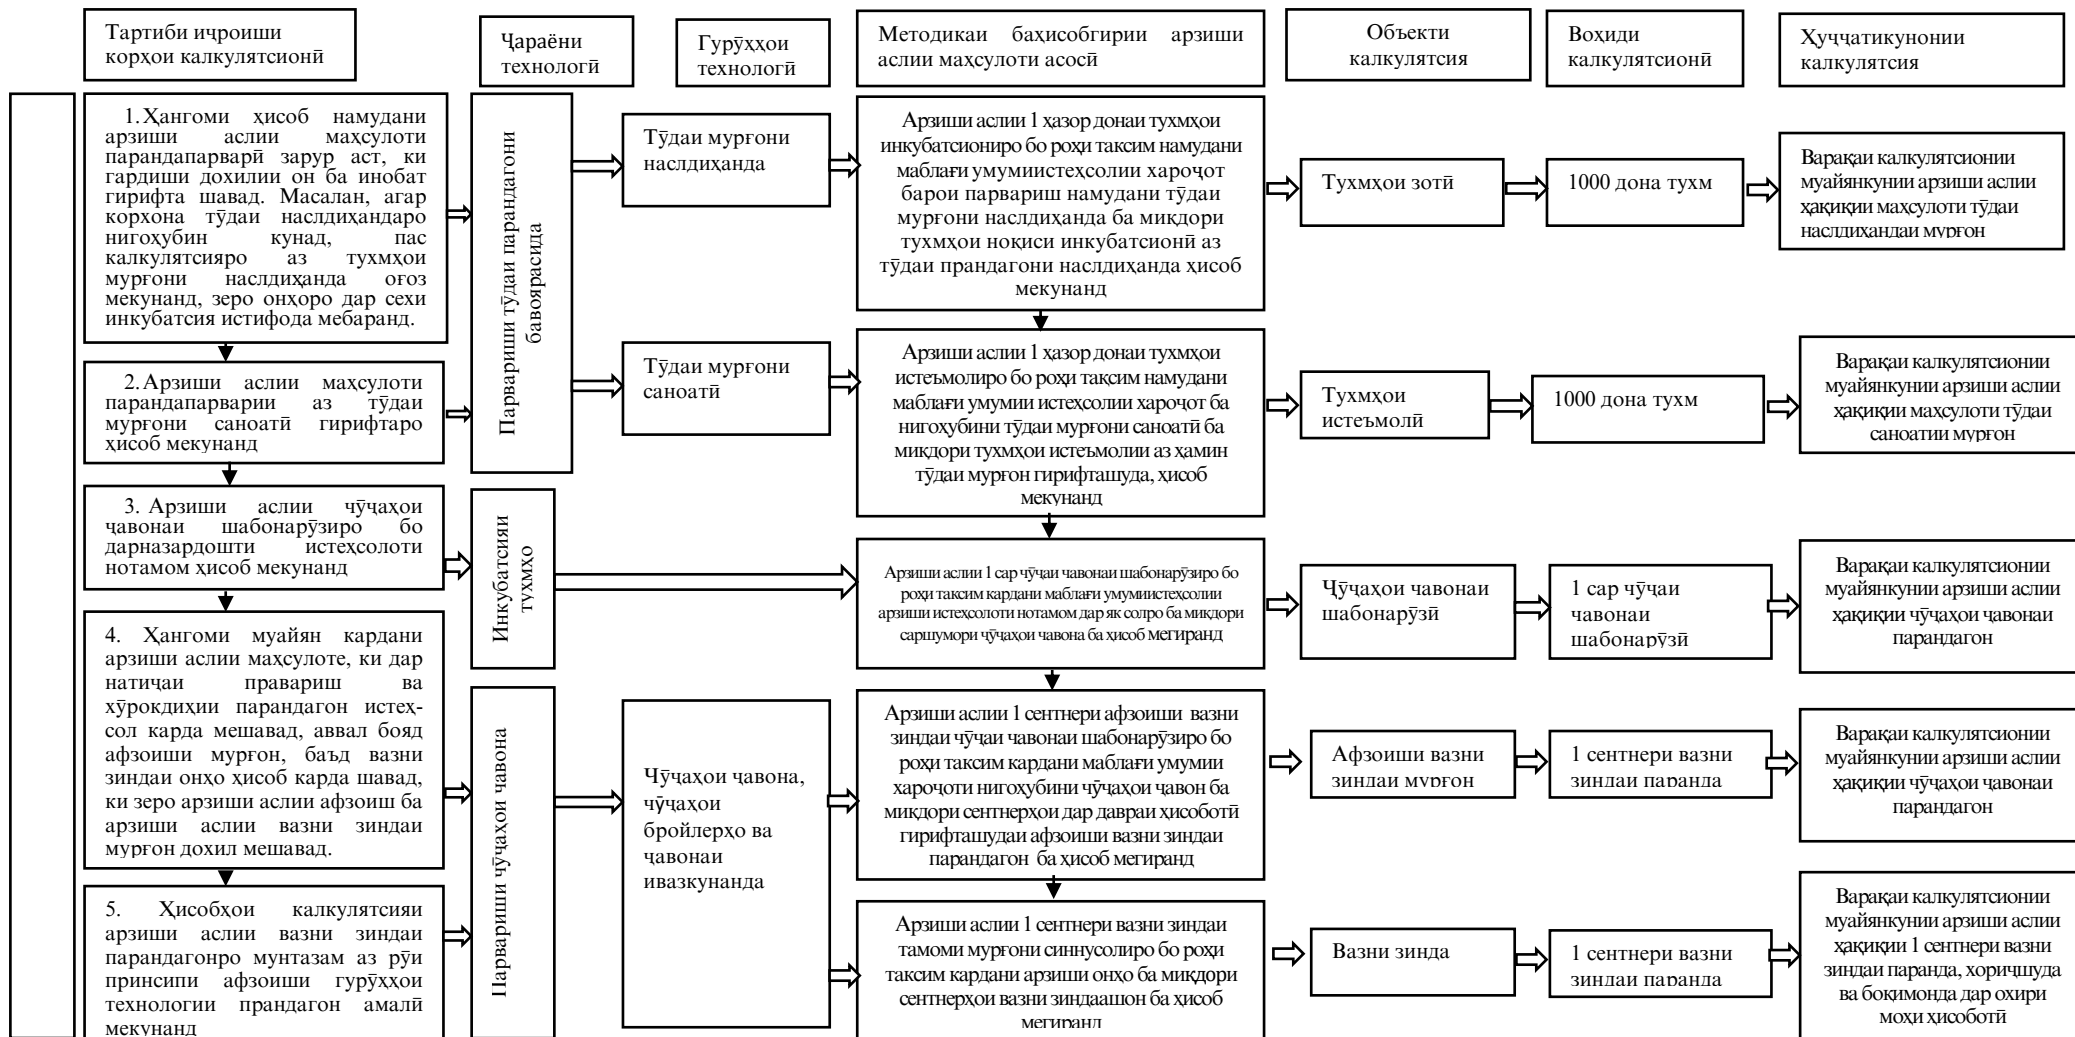 Тартиби иҷроиши
корҳои калкулятсионӣ
Ҷараёни
технологӣ
Гурӯҳҳои
технологӣ
Методикаи баҳисобгирии арзиши
аслии маҳсулоти асосӣ
Объекти
калкулятсия
Воҳиди
калкулятсионӣ
Ҳуҷҷатикунонии
калкулятсия
1. Ҳангоми ҳисоб намудани
арзиши аслии маҳсулоти
парандапарварӣ зарур аст, ки
гардиши дохилии он ба инобат
гирифта шавад. Масалан, агар
корхона тӯдаи наслдиҳандаро
нигоҳубин кунад, пас
калкулятсияро аз тухмҳои
мурғони наслдиҳанда оғоз
мекунанд, зеро онҳоро дар сехи
инкубатсия истифода мебаранд.
2. Арзиши аслии маҳсулоти
парандапарварии аз тӯдаи
мурғони саноатӣ гирифтаро
ҳисоб мекунанд
3. Арзиши аслии чӯҷаҳои
ҷавонаи шабонарӯзиро бо
дарназардошти истеҳсолоти
нотамом ҳисоб мекунанд
4. Ҳангоми муайян кардани
арзиши аслии маҳсулоте, ки дар
натиҷаи правариш ва
хӯрокдиҳии парандагон истеҳ-
сол карда мешавад, аввал бояд
афзоиши мурғон, баъд вазни
зиндаи онҳо ҳисоб карда шавад,
ки зеро арзиши аслии афзоиш ба
арзиши аслии вазни зиндаи
мурғон дохил мешавад.
5. Ҳисобҳои калкулятсияи
арзиши аслии вазни зиндаи
парандагонро мунтазам аз рӯи
принсипи афзоиши гурӯҳҳои
технологии прандагон амалӣ
мекунанд
Парвариши тӯдаи парандагони
бавоярасида
Инкубатсияи
тухмҳо
Парвариши чӯҷаҳои ҷавона
Тӯдаи мурғони
наслдиҳанда
Тӯдаи мурғони
саноатӣ
Чӯҷаҳои ҷавона,
чӯҷаҳои
бройлерҳо ва
ҷавонаи
ивазкунанда
Арзиши аслии 1 ҳазор донаи тухмҳои
инкубатсиониро бо роҳи таксим намудани
маблағи умумиистеҳсолии хароҷот
барои парвариш намудани тӯдаи
мурғони наслдиҳанда ба миқдори
тухмҳои ноқиси инкубатсионӣ аз
тӯдаи прандагони наслдиҳанда ҳисоб
мекунанд
Арзиши аслии 1 ҳазор донаи тухмҳои
истеъмолиро бо роҳи тақсим намудани
маблағи умумии истеҳсолии хароҷот ба
нигоҳубини тӯдаи мурғони саноатӣ ба
миқдори тухмҳои истеъмолии аз ҳамин
тӯдаи мурғон гирифташуда, ҳисоб
мекунанд
Арзиши аслии 1 сар чӯҷаи ҷавонаи шабонарӯзиро бо
роҳи таксим кардани маблағи умумиистеҳсолии
арзиши истеҳсолоти нотамом дар як солро ба миқдори
саршумори чӯҷаҳои ҷавона ба ҳисоб мегиранд
Арзиши аслии 1 сентнери афзоиши вазни
зиндаи чӯҷаи ҷавонаи шабонарӯзиро бо
роҳи таксим кардани маблағи умумии
хароҷоти нигоҳубини чӯҷаҳои ҷавон ба
миқдори сентнерҳои дар давраи ҳисоботӣ
гирифташудаи афзоиши вазни зиндаи
парандагон ба ҳисоб мегиранд
Арзиши аслии 1 сентнери вазни зиндаи
тамоми мурғони синнусолиро бо роҳи
таксим кардани арзиши онҳо ба миқдори
сентнерҳои вазни зиндаашон ба ҳисоб
мегиранд
Тухмҳои зотӣ
Тухмҳои
истеъмолӣ
Ҷӯҷаҳои ҷавонаи
шабонарӯзӣ
Афзоиши вазни
зиндаи мурғон
Вазни зинда
1000 дона тухм
1000 дона тухм
1 сар чӯҷаи
ҷавонаи
шабонарӯзӣ
1 сентнери вазни
зиндаи паранда
1 сентнери вазни
зиндаи паранда
Варақаи калкулятсионии
муайянкунии арзиши аслии
ҳақиқии маҳсулоти тӯдаи
наслдиҳандаи мурғон
Варақаи калкулятсионии
муайянкунии арзиши аслии
ҳақиқии маҳсулоти тӯдаи
саноатии мурғон
Варақаи калкулятсионии
муайянкунии арзиши аслии
ҳақиқии чӯҷаҳои ҷавонаи
парандагон
Варақаи калкулятсионии
муайянкунии арзиши аслии
ҳақиқии чӯҷаҳои ҷавонаи
парандагон
Варақаи калкулятсионии
муайянкунии арзиши аслии
ҳақиқии 1 сентнери вазни
зиндаи паранда, хориҷшуда
ва боқимонда дар охири
моҳи ҳисоботӣ